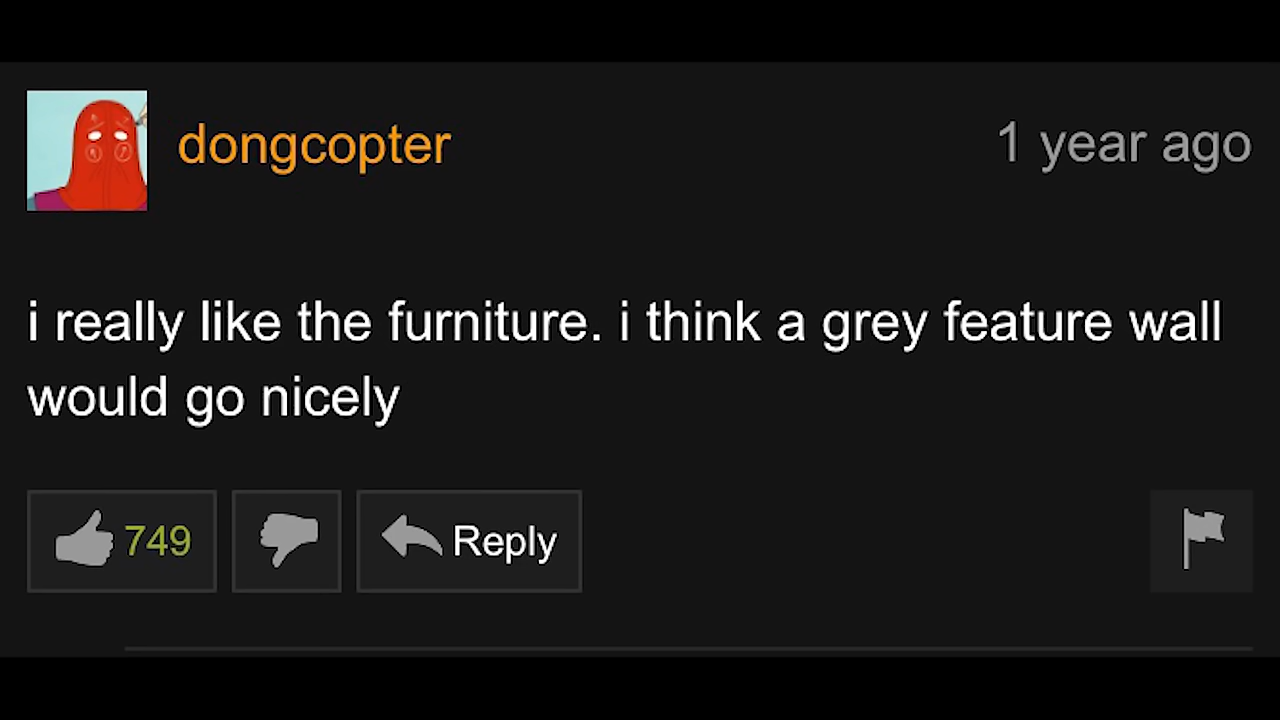 dongcopter
1 year ago
i really like the furniture. i think a grey feature wall
would go nicely
749
Reply